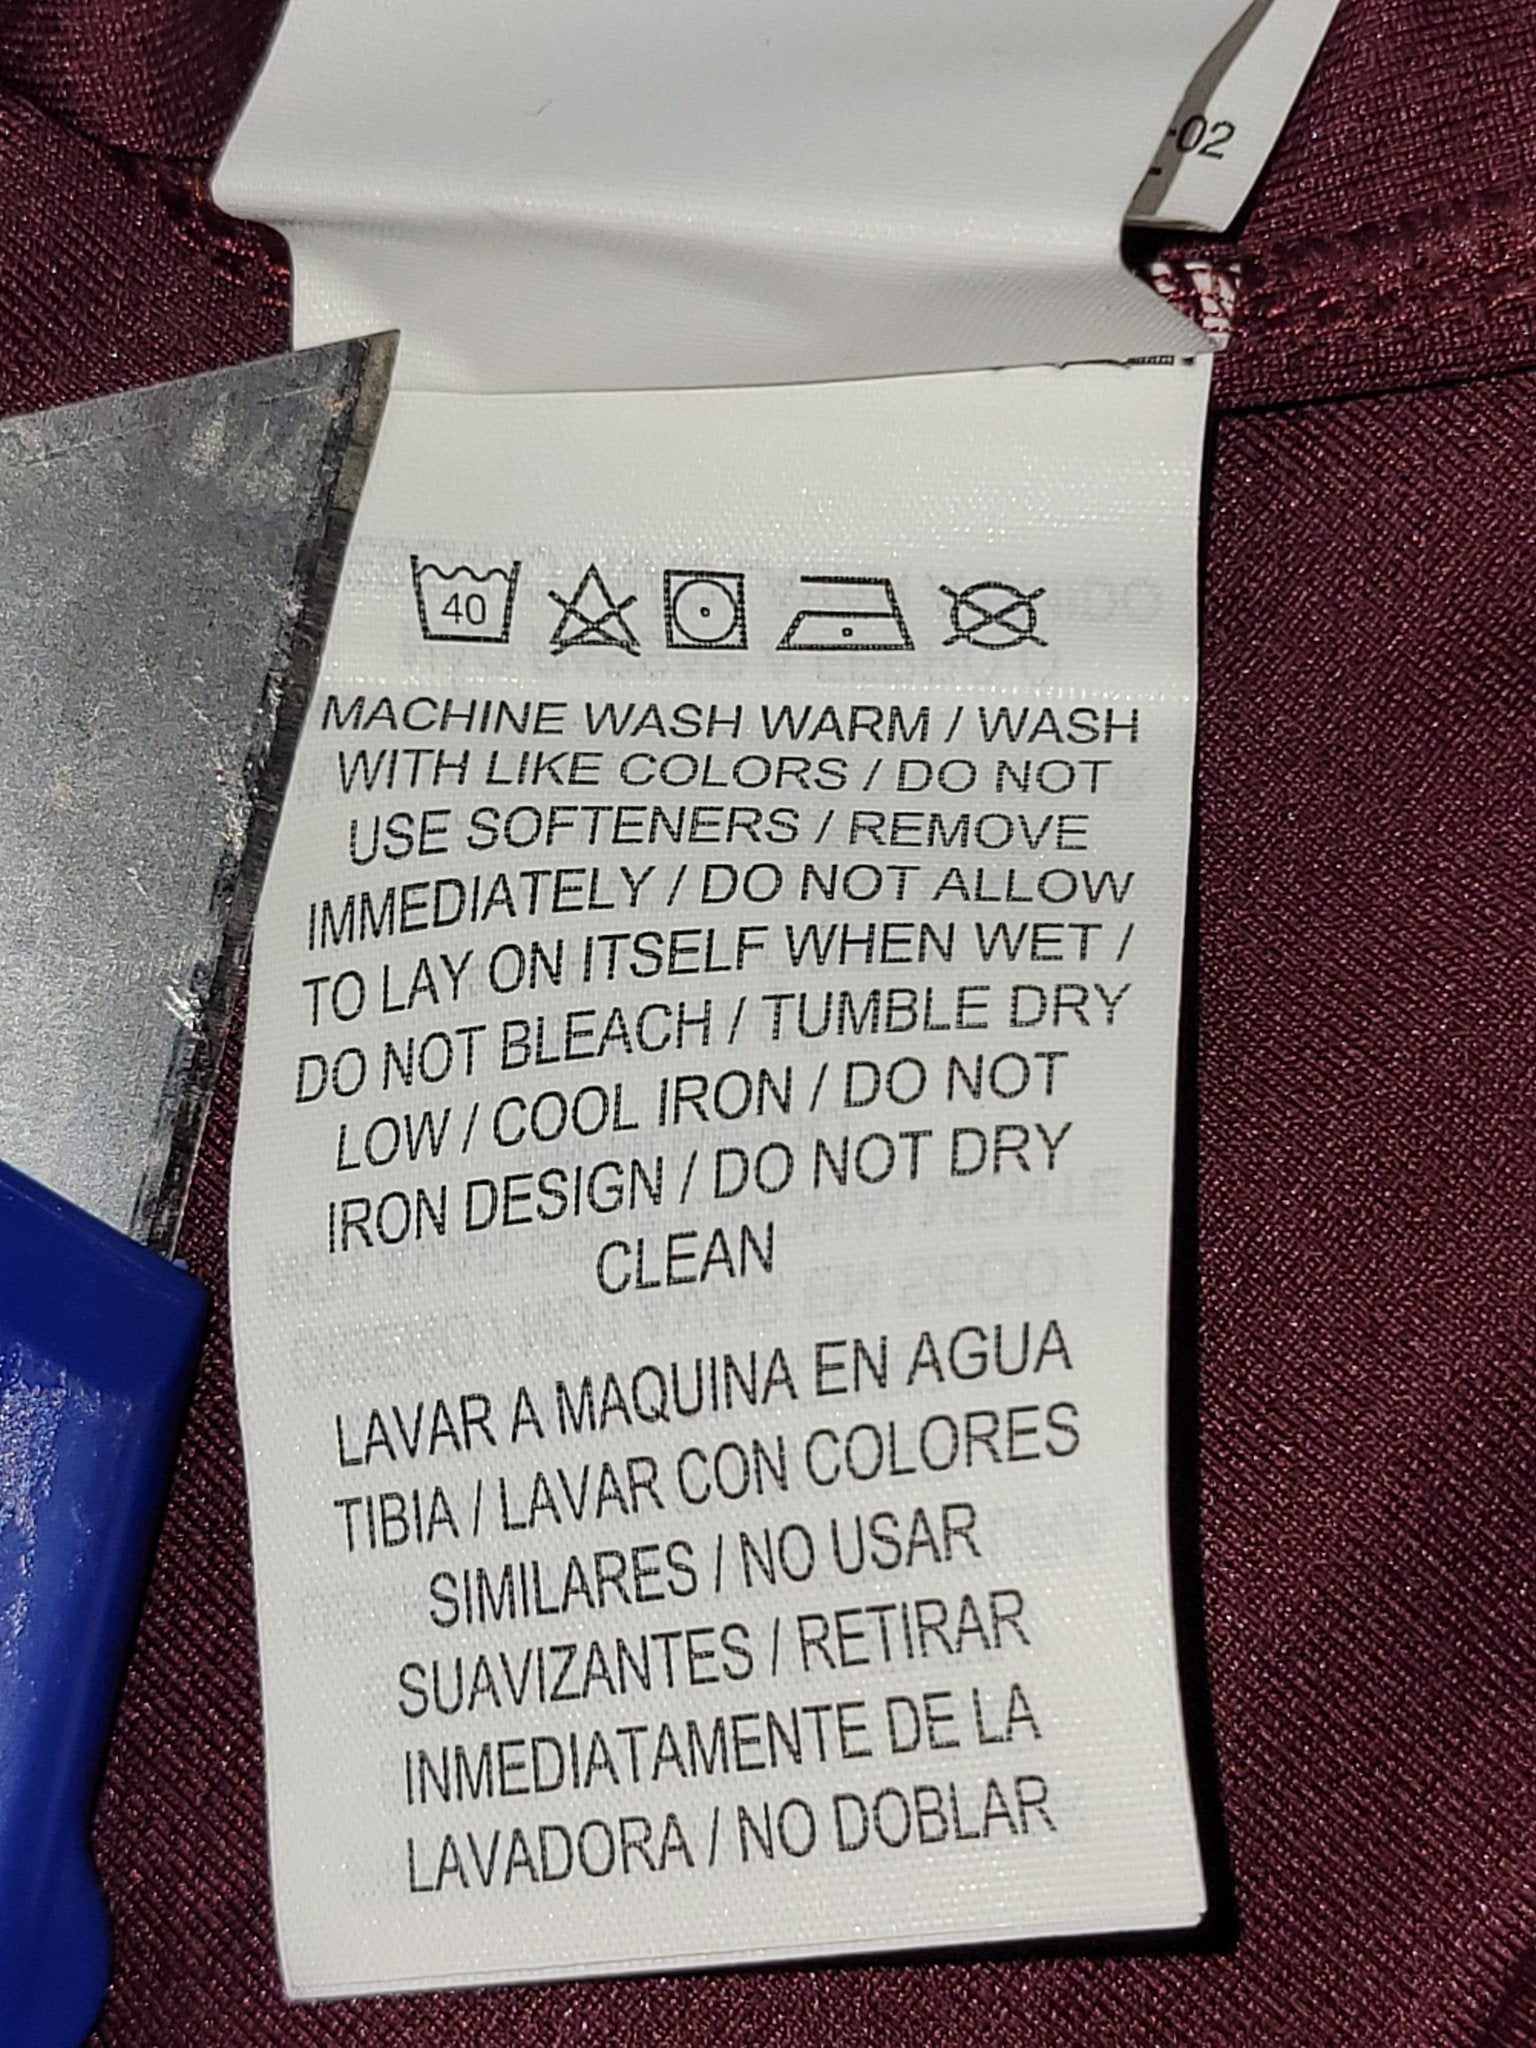 -02
40
MACHINE WASH WARM / WASH
WITH LIKE COLORS / DO NOT
USE SOFTENERS / REMOVE
IMMEDIATELY / DO NOT ALLOW
TO LAY ON ITSELF WHEN WET /
DO NOT BLEACH / TUMBLE DRY
LOW / COOL IRON / DO NOT
IRON DESIGN / DO NOT DRY
CLEAN
LAVAR A MAQUINA EN AGUA
TIBIA / LAVAR CON COLORES
SIMILARES / NO USAR
SUAVIZANTES / RETIRAR
INMEDIATAMENTE DE LA
LAVADORA / NO DOBLAR